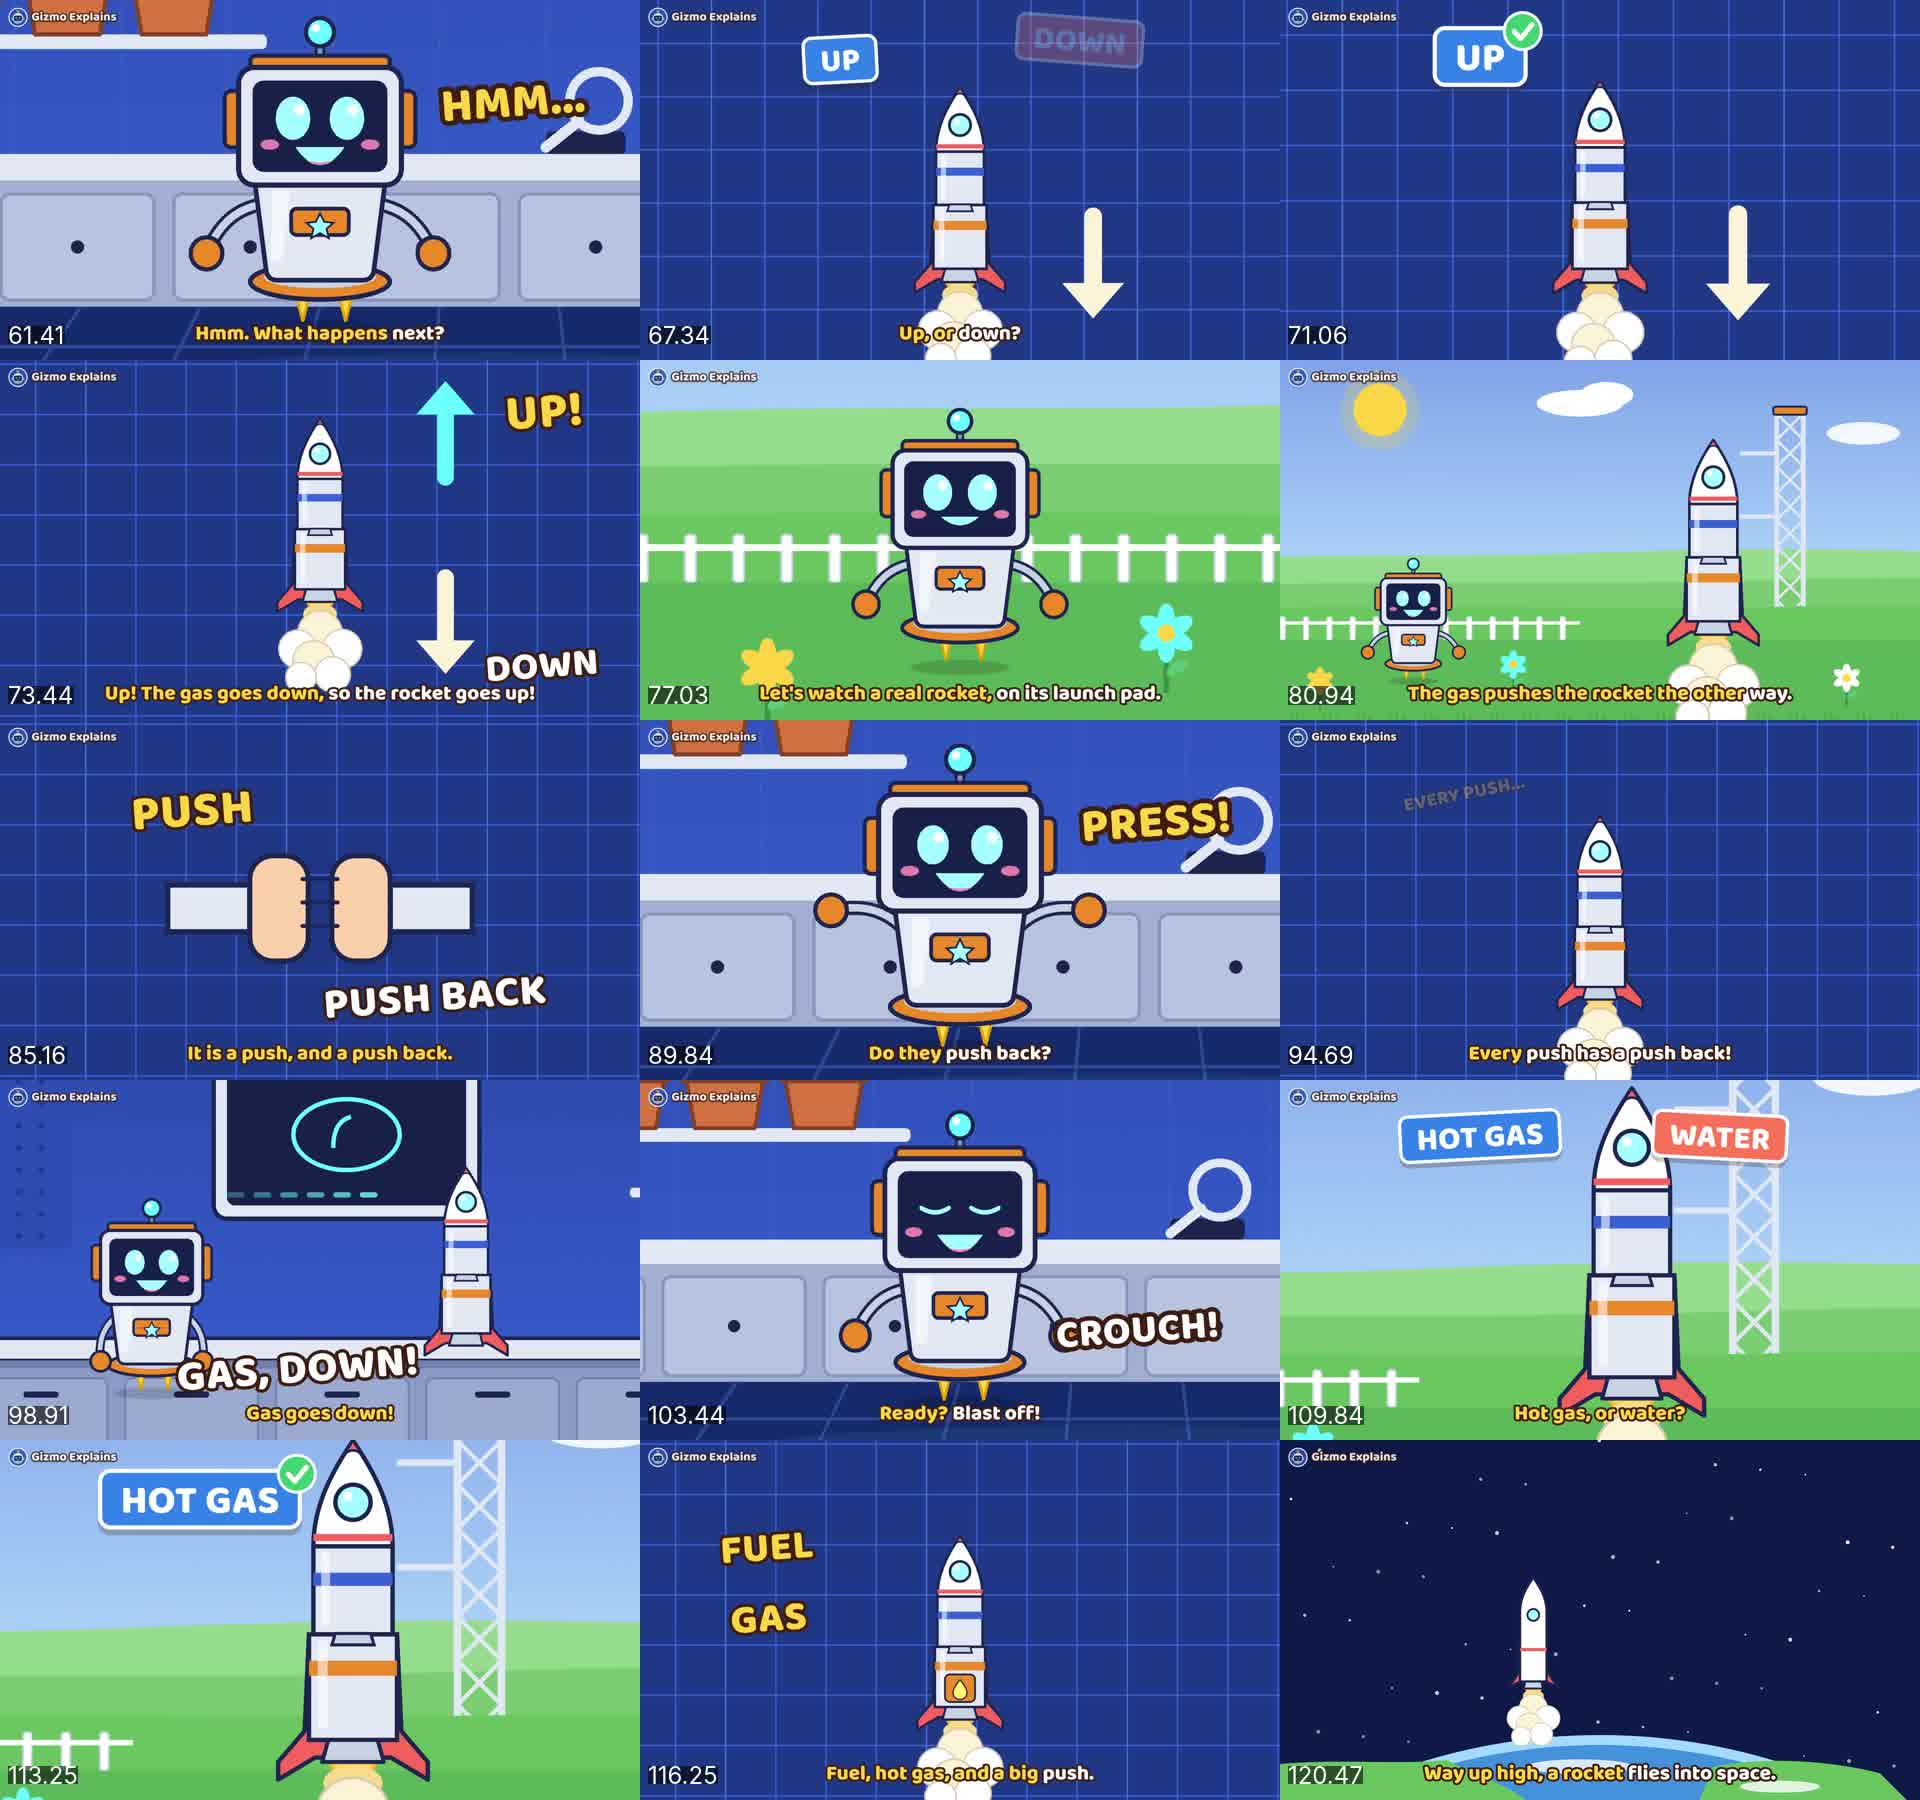 Gizmo Explains
HMM...
Hmm. What happens next?
61.41
Gizmo Explains
UP
DOWN
Up, or down?
67.34
Gizmo Explains
UP
71.06
Gizmo Explains
UP!
DOWN
Up! The gas goes down, so the rocket goes up!
73.44
Gizmo Explains
Let's watch a real rocket, on its launch pad.
77.03
Gizmo Explains
The gas pushes the rocket the other way.
80.94
Gizmo Explains
PUSH
PUSH BACK
It is a push, and a push back.
85.16
Gizmo Explains
PRESS!
Do they push back?
89.84
Gizmo Explains
EVERY PUSH...
Every push has a push back!
94.69
Gizmo Explains
GAS, DOWN!
Gas goes down!
98.91
Gizmo Explains
CROUCH!
Ready? Blast off!
103.44
Gizmo Explains
HOT GAS
WATER
Hot gas, or water?
109.84
Gizmo Explains
HOT GAS
113.25
Gizmo Explains
FUEL
GAS
Fuel, hot gas, and a big push.
116.25
Gizmo Explains
Way up high, a rocket flies into space.
120.47